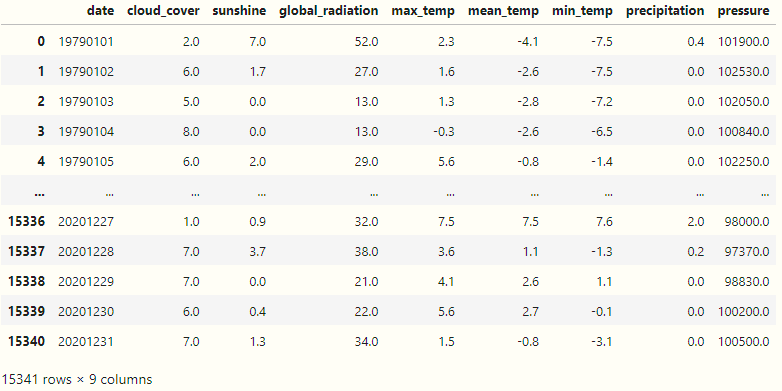 date cloud_cover sunshine global_radiation max_temp mean_temp min_temp precipitation pressure
0 19790101 2.0 7.0 52.0 2.3 -4.1 -7.5 0.4 101900.0
1 19790102 6.0 1.7 27.0 1.6 -2.6 -7.5 0.0 102530.0
2 19790103 5.0 0.0 13.0 1.3 -2.8 -7.2 0.0 102050.0
3 19790104 8.0 0.0 13.0 -0.3 -2.6 -6.5 0.0 100840.0
4 19790105 6.0 2.0 29.0 5.6 -0.8 -1.4 0.0 102250.0
... ... ... ... ... ... ... ... ... ...
15336 20201227 1.0 0.9 32.0 7.5 7.5 7.6 2.0 98000.0
15337 20201228 7.0 3.7 38.0 3.6 1.1 -1.3 0.2 97370.0
15338 20201229 7.0 0.0 21.0 4.1 2.6 1.1 0.0 98830.0
15339 20201230 6.0 0.4 22.0 5.6 2.7 -0.1 0.0 100200.0
15340 20201231 7.0 1.3 34.0 1.5 -0.8 -3.1 0.0 100500.0
15341 rows × 9 columns